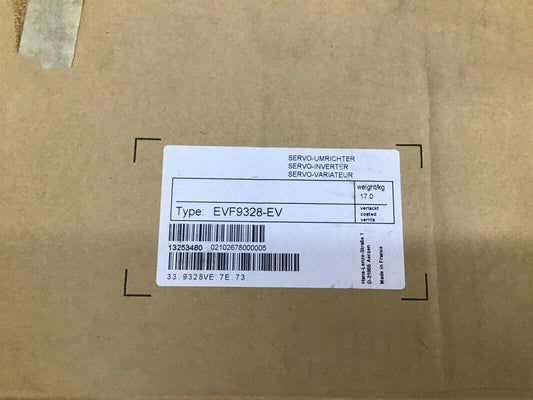 SERVO-UMRICHTER
SERVO-INVERTER
SERVO-VARIATEUR
weight/kg
17.0
Type: EVF9328-EV
verlackt
coated
vernis
13253480 02102678000005
33.9328VE.7E.73.
Hans-Lenze-Straße 1
D-31855 Aerzen
Made in France